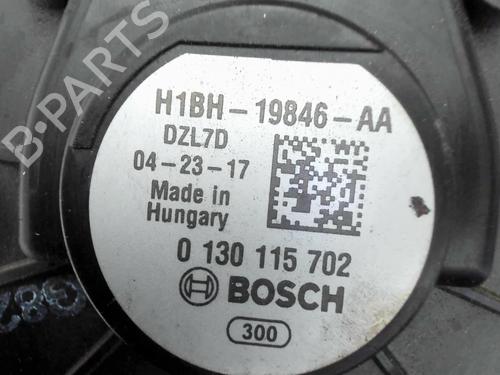 B-PARTS
H1BH-19846-AA
DZL7D
04-23-17
Made in
Hungary
0 130 115 702
BOSCH
300